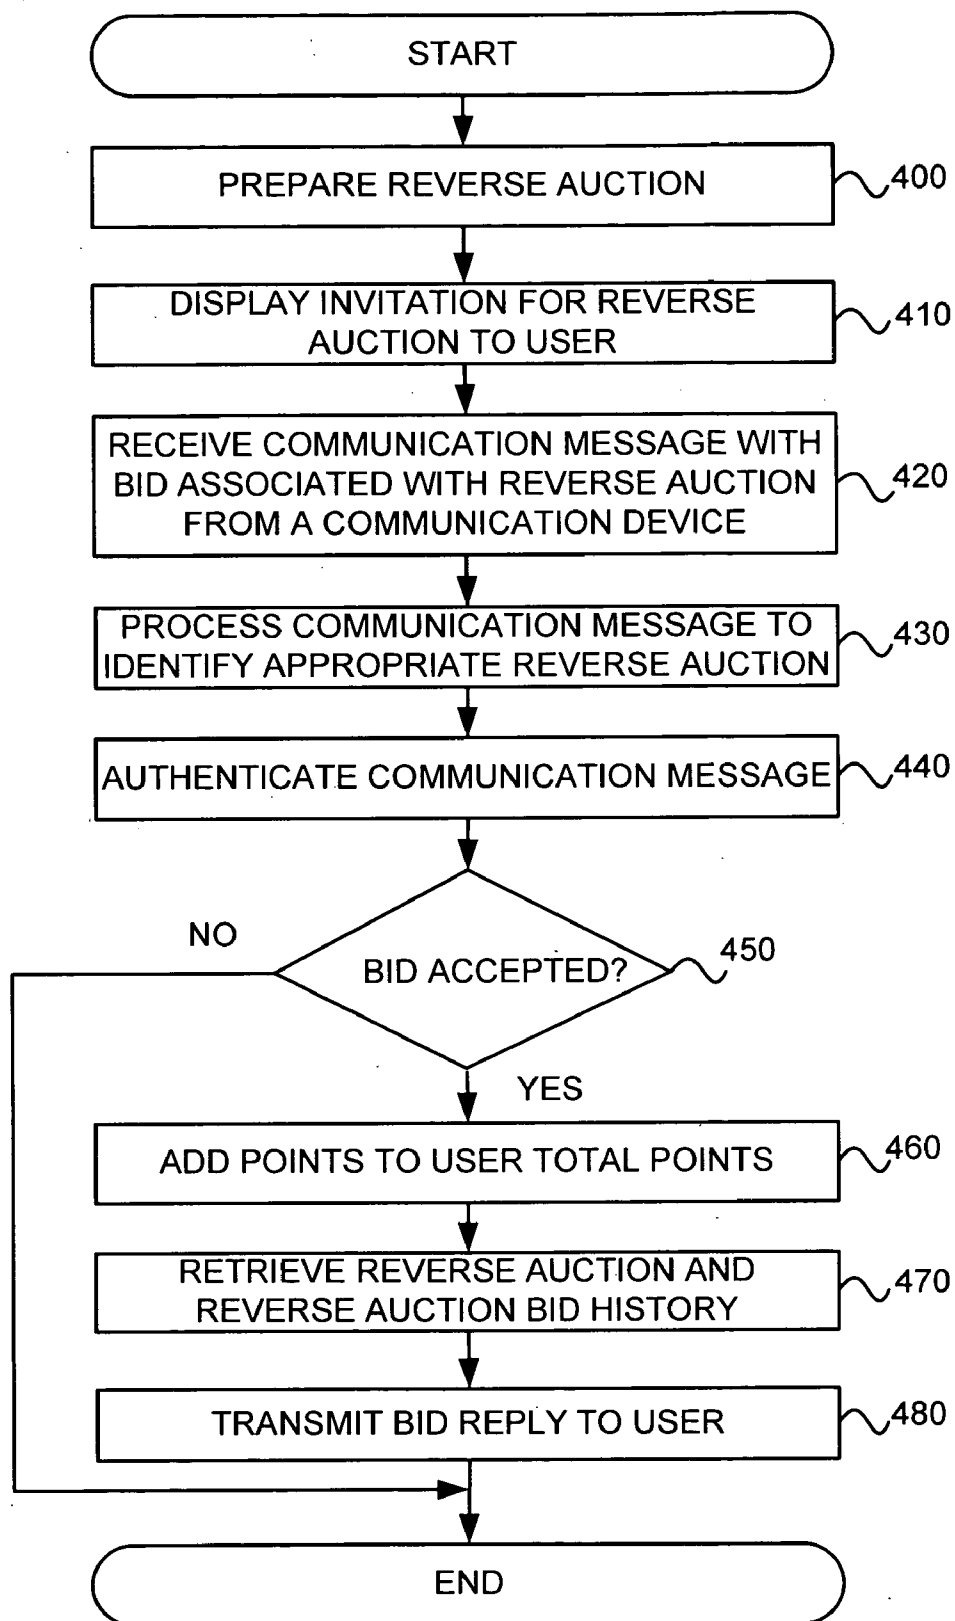 START
PREPARE REVERSE AUCTION
400
DISPLAY INVITATION FOR REVERSE
AUCTION TO USER
410
RECEIVE COMMUNICATION MESSAGE WITH
BID ASSOCIATED WITH REVERSE AUCTION
FROM A COMMUNICATION DEVICE
420
PROCESS COMMUNICATION MESSAGE TO
IDENTIFY APPROPRIATE REVERSE AUCTION
430
AUTHENTICATE COMMUNICATION MESSAGE
440
NO
BID ACCEPTED?
450
YES
ADD POINTS TO USER TOTAL POINTS
460
RETRIEVE REVERSE AUCTION AND
REVERSE AUCTION BID HISTORY
470
TRANSMIT BID REPLY TO USER
480
END